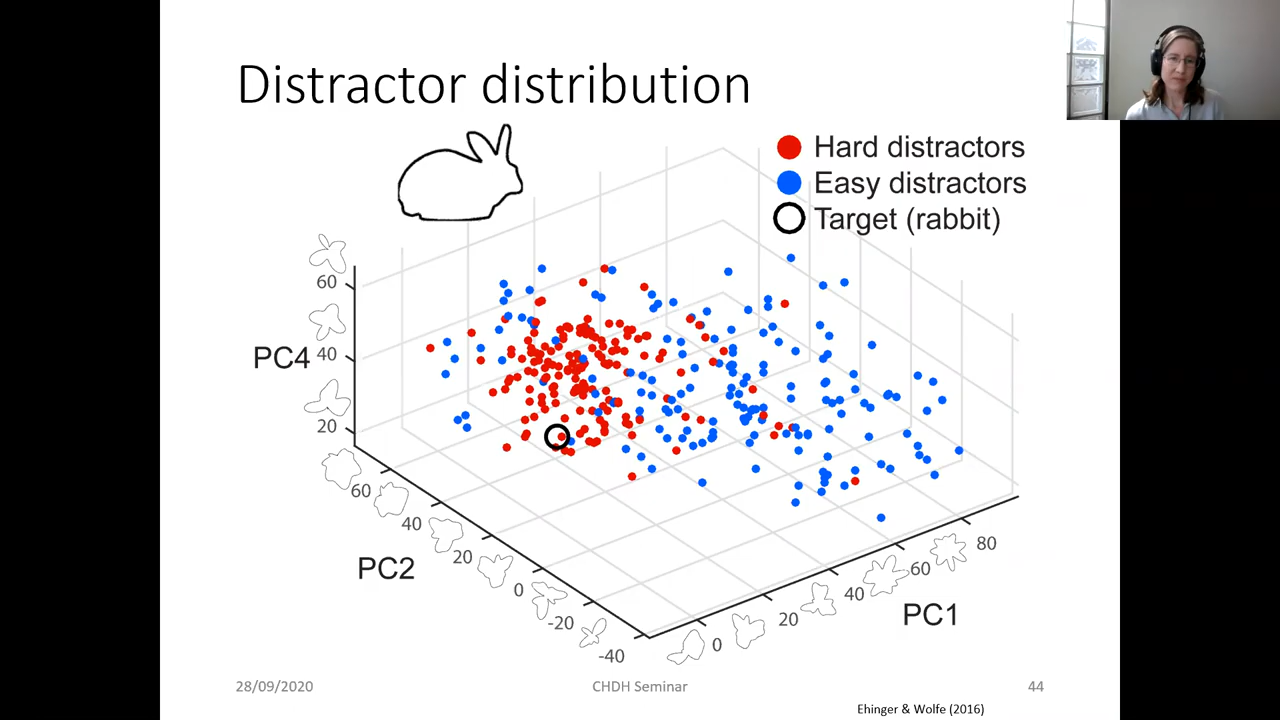 Distractor distribution
Hard distractors
Easy distractors
Target (rabbit)
60
PC4
40
20
60
40
PC2
20
0
-20
-40
0
20
40
60
80
PC1
28/09/2020
CHDH Seminar
44
Ehinger & Wolfe (2016)